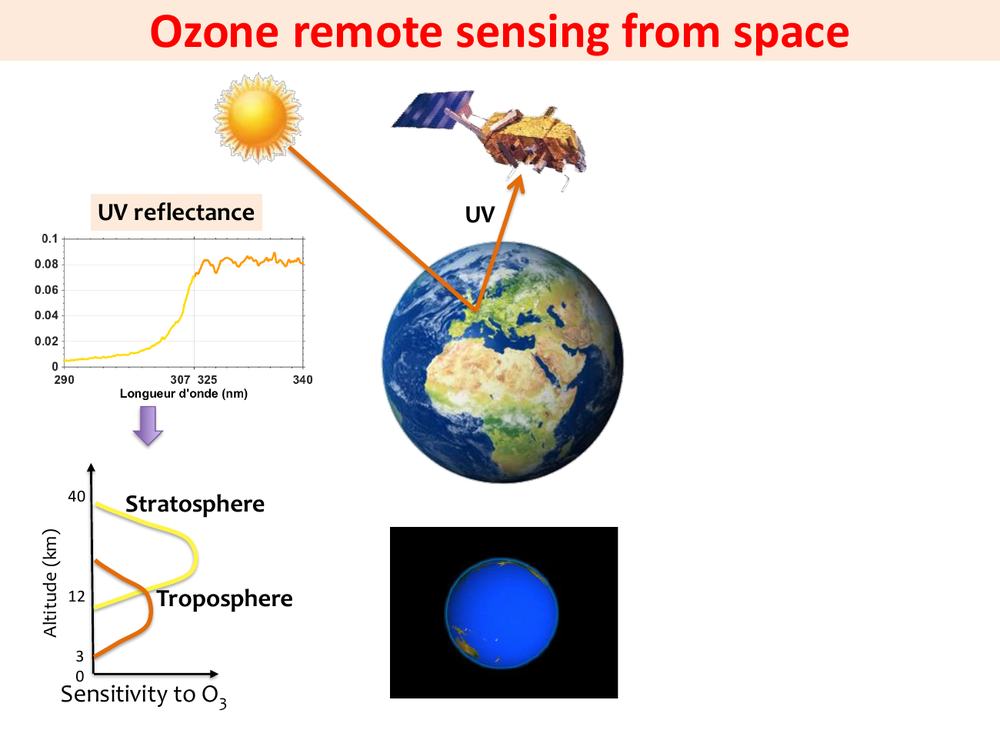 Ozone remote sensing from space
UV
UV reflectance
0.1
0.08
0.06
0.04
0.02
0
290 307 325 340
Longueur d'onde (nm)
40
Stratosphere
12
Troposphere
3
0
Altitude (km)
Sensitivity to O₃